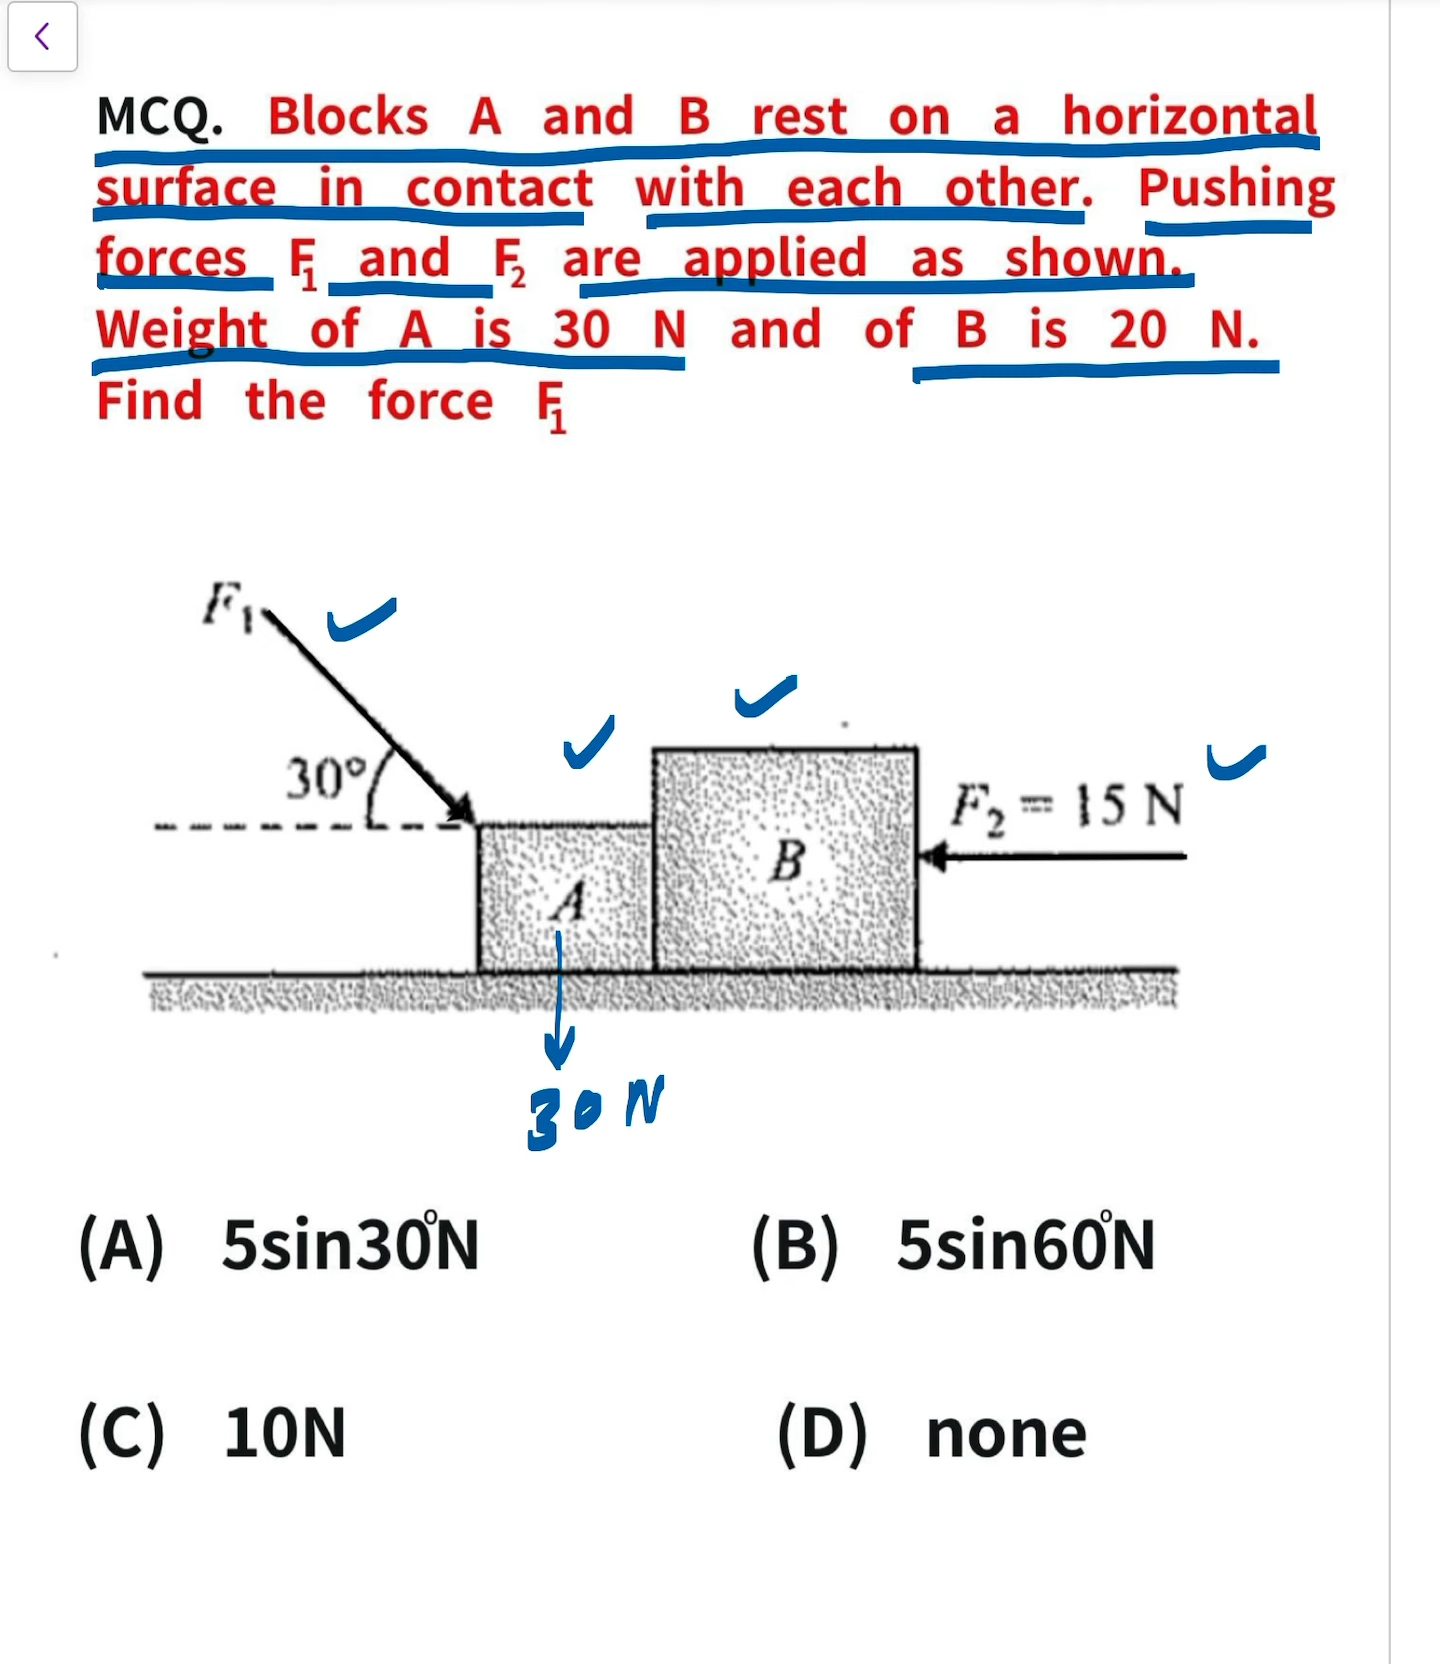 MCQ. Blocks A and B rest on a horizontal
surface in contact with each other. Pushing
forces F₁ and F₂ are applied as shown.
Weight of A is 30 N and of B is 20 N.
Find the force F₁
F₁
30°
A
B
F₂ = 15 N
30 N
(A) 5sin30°N
(B) 5sin60°N
(C) 10N
(D) none